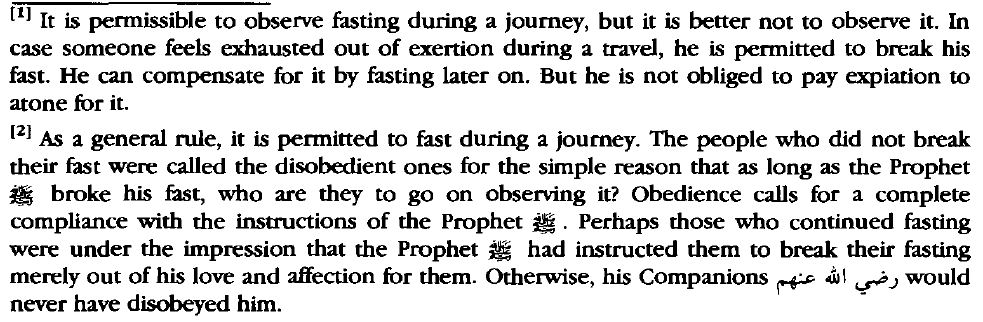 [1] It is permissible to observe fasting during a journey, but it is better not to observe it. In
case someone feels exhausted out of exertion during a travel, he is permitted to break his
fast. He can compensate for it by fasting later on. But he is not obliged to pay expiation to
atone for it.
[2] As a general rule, it is permitted to fast during a journey. The people who did not break
their fast were called the disobedient ones for the simple reason that as long as the Prophet
ﷺ broke his fast, who are they to go on observing it? Obedience calls for a complete
compliance with the instructions of the Prophet ﷺ . Perhaps those who continued fasting
were under the impression that the Prophet ﷺ had instructed them to break their fasting
merely out of his love and affection for them. Otherwise, his Companions رضي الله عنهم would
never have disobeyed him.